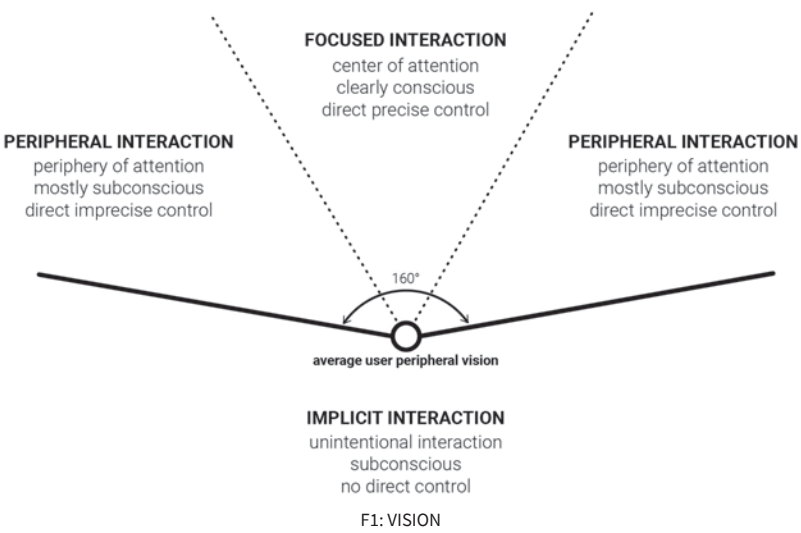 FOCUSED INTERACTION
center of attention
clearly conscious
direct precise control
PERIPHERAL INTERACTION
periphery of attention
mostly subconscious
direct imprecise control
PERIPHERAL INTERACTION
periphery of attention
mostly subconscious
direct imprecise control
160°
average user peripheral vision
IMPLICIT INTERACTION
unintentional interaction
subconscious
no direct control
F1: VISION